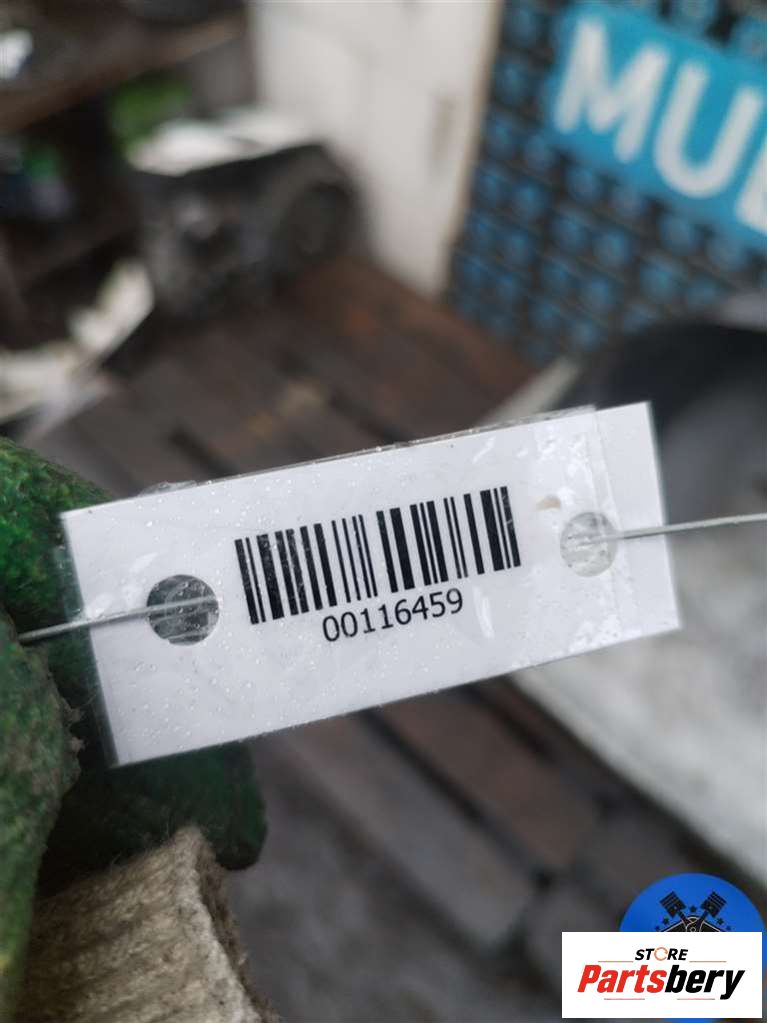 MU
00116459
STORE
Partsbery